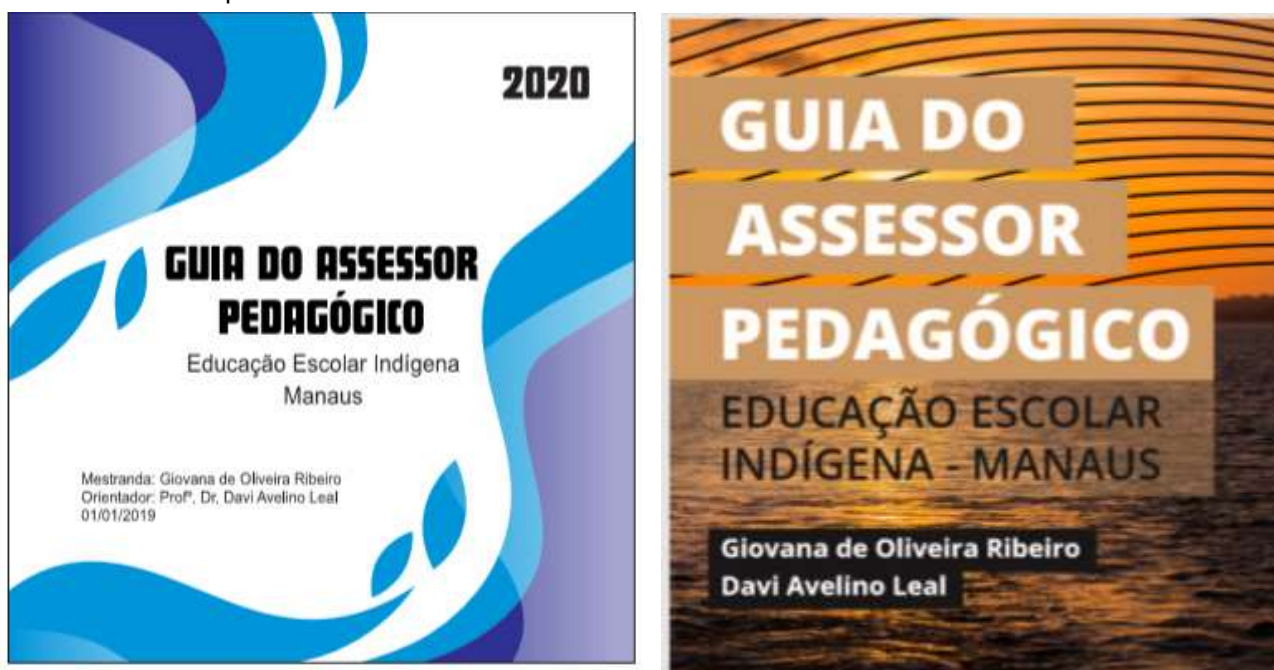 2020
GUIA DO ASSESSOR
PEDAGÓGICO
Educação Escolar Indígena
Manaus
Mestranda: Giovana de Oliveira Ribeiro
Orientador: Profº. Dr. Davi Avelino Leal
01/01/2019
GUIA DO
ASSESSOR
PEDAGÓGICO
EDUCAÇÃO ESCOLAR
INDÍGENA - MANAUS
Giovana de Oliveira Ribeiro
Davi Avelino Leal